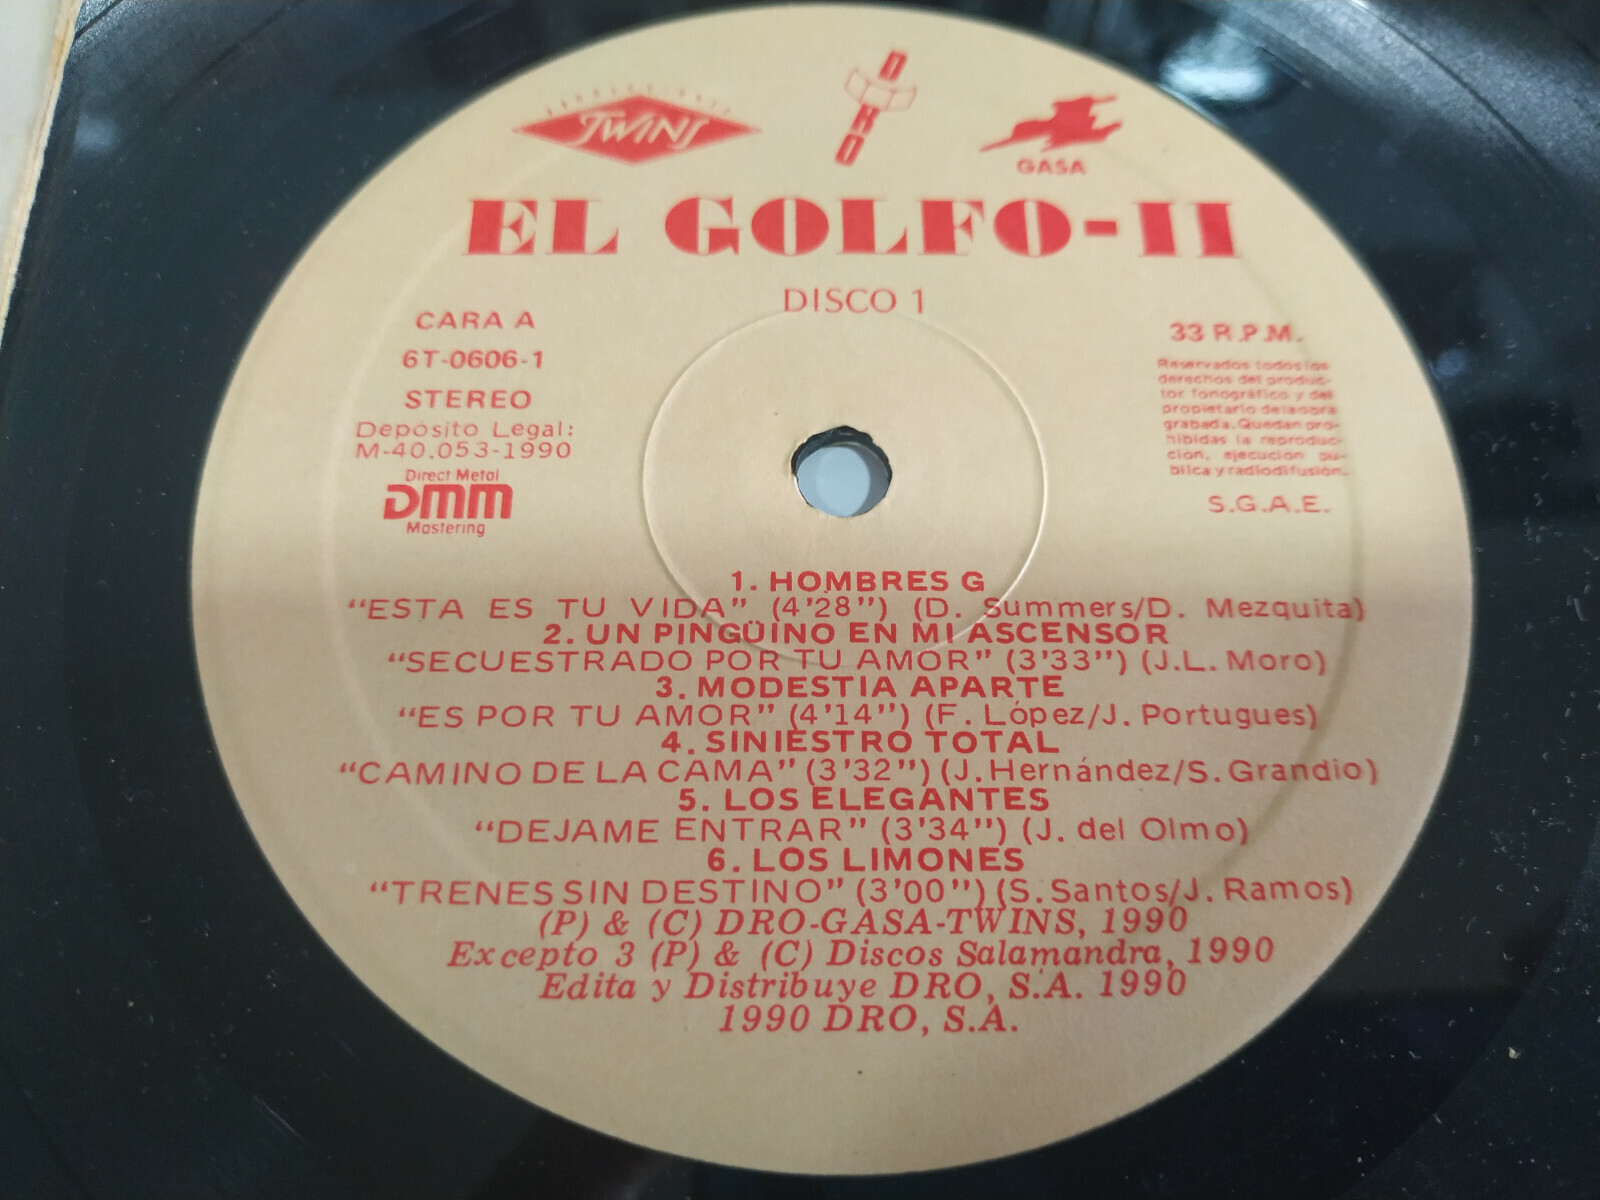 PRODUCCIONES
TWINS
DRO
GASA
EL GOLFO-II
DISCO 1
CARA A
6T-0606-1
STEREO
Depósito Legal:
M-40.053-1990
Direct Metal
DMM
Mastering
33 R.P.M.
Reservados todos los
derechos del produc-
tor fonográfico y del
propietario de la obra
grabada. Quedan pro-
hibidas la reproduc-
cion, ejecucion pú-
blica y radiodifusión.
S.G.A.E.
1. HOMBRES G
"ESTA ES TU VIDA" (4'28") (D. Summers/D. Mezquita)
2. UN PINGÜINO EN MI ASCENSOR
"SECUESTRADO POR TU AMOR" (3'33") (J.L. Moro)
3. MODESTIA APARTE
"ES POR TU AMOR" (4'14") (F. López/J. Portugues)
4. SINIESTRO TOTAL
"CAMINO DE LA CAMA" (3'32") (J. Hernández/S. Grandio)
5. LOS ELEGANTES
"DEJAME ENTRAR" (3'34") (J. del Olmo)
6. LOS LIMONES
"TRENES SIN DESTINO" (3'00") (S. Santos/J. Ramos)
(P) & (C) DRO-GASA-TWINS, 1990
Excepto 3 (P) & (C) Discos Salamandra, 1990
Edita y Distribuye DRO, S.A. 1990
1990 DRO, S.A.